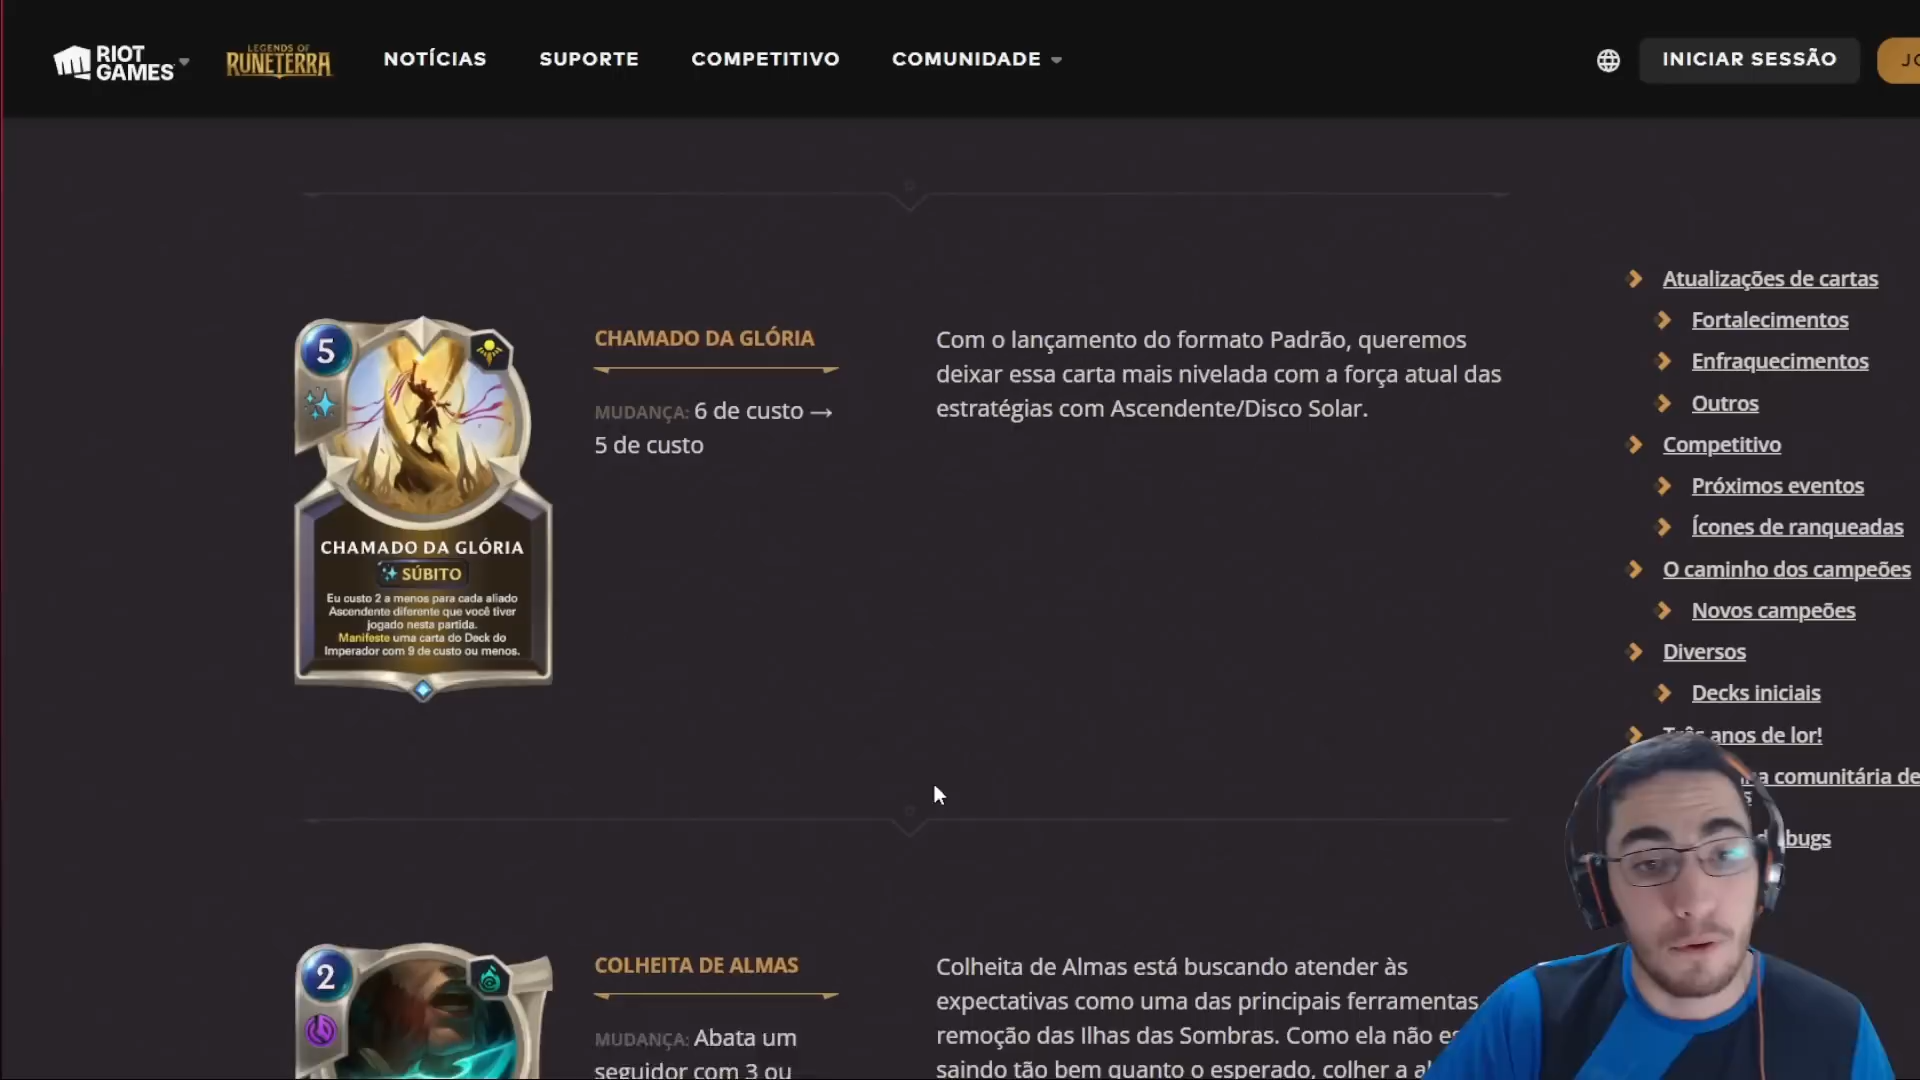 RIOT GAMES
LEGENDS OF RUNETERRA
NOTÍCIAS
SUPORTE
COMPETITIVO
COMUNIDADE
INICIAR SESSÃO
5
CHAMADO DA GLÓRIA
SÚBITO
Eu custo 2 a menos para cada aliado
Ascendente diferente que você tiver
jogado nesta partida.
Manifeste uma carta do Deck do
Imperador com 9 de custo ou menos.
CHAMADO DA GLÓRIA
MUDANÇA: 6 de custo →
5 de custo
Com o lançamento do formato Padrão, queremos
deixar essa carta mais nivelada com a força atual das
estratégias com Ascendente/Disco Solar.
2
COLHEITA DE ALMAS
MUDANÇA: Abata um
seguidor com 3 ou
Colheita de Almas está buscando atender às
expectativas como uma das principais ferramentas
remoção das Ilhas das Sombras. Como ela não
saindo tão bem quanto o esperado, colher a
Atualizações de cartas
Fortalecimentos
Enfraquecimentos
Outros
Competitivo
Próximos eventos
Ícones de ranqueadas
O caminho dos campeões
Novos campeões
Diversos
Decks iniciais
Três anos de lor!
comunitária de
bugs